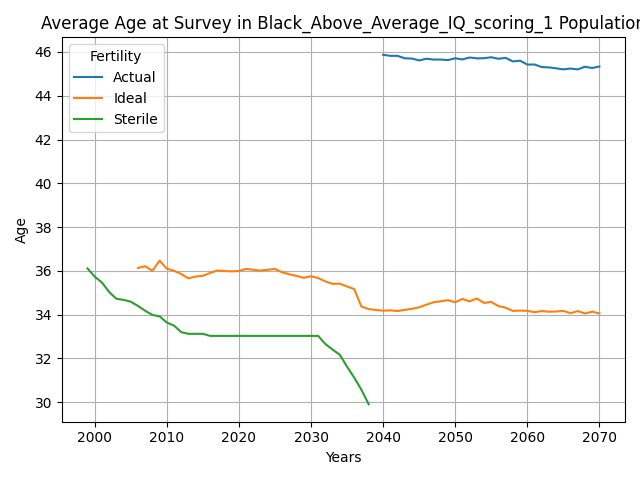 Average Age at Survey in Black_Above_Average_IQ_scoring_1 Population
Fertility
Actual
Ideal
Sterile
46
44
42
40
38
36
34
32
30
Age
2000
2010
2020
2030
2040
2050
2060
2070
Years